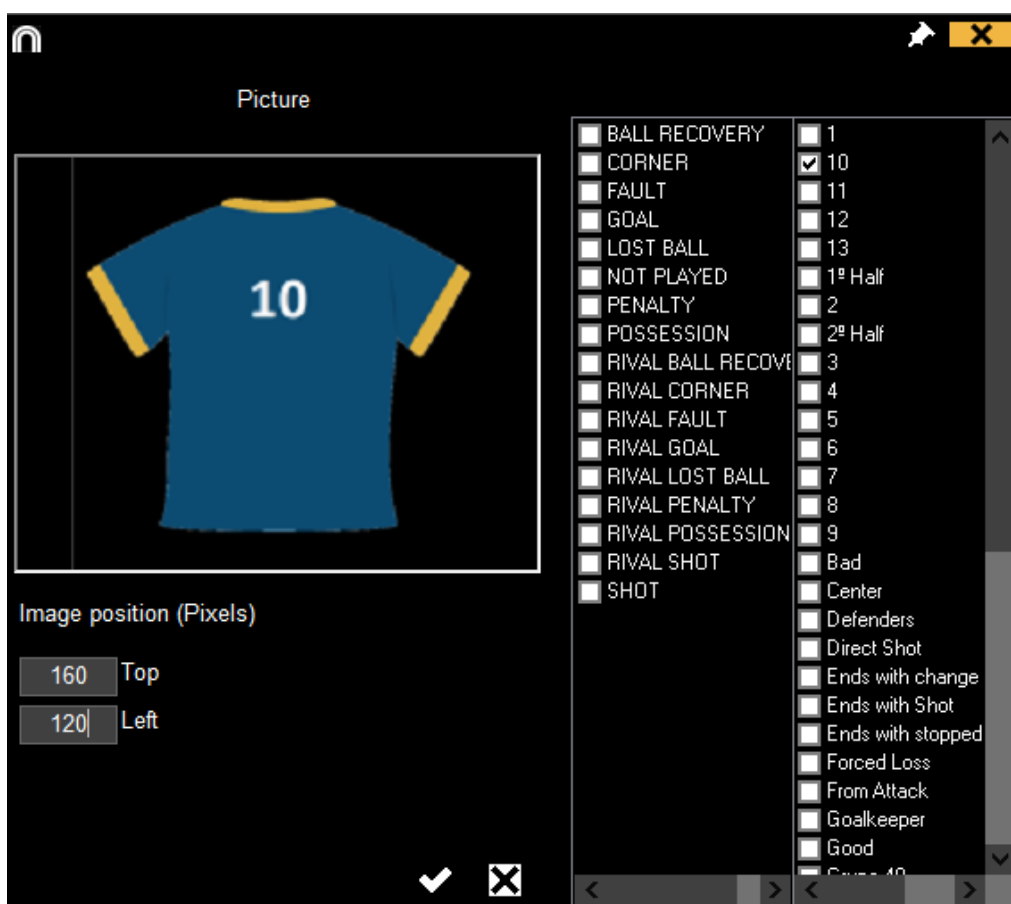 Picture
10
Image position (Pixels)
160 Top
120 Left
BALL RECOVERY
CORNER
FAULT
GOAL
LOST BALL
NOT PLAYED
PENALTY
POSSESSION
RIVAL BALL RECOVE
RIVAL CORNER
RIVAL FAULT
RIVAL GOAL
RIVAL LOST BALL
RIVAL PENALTY
RIVAL POSSESSION
RIVAL SHOT
SHOT
1
10
11
12
13
1º Half
2
2º Half
3
4
5
6
7
8
9
Bad
Center
Defenders
Direct Shot
Ends with change
Ends with Shot
Ends with stopped
Forced Loss
From Attack
Goalkeeper
Good